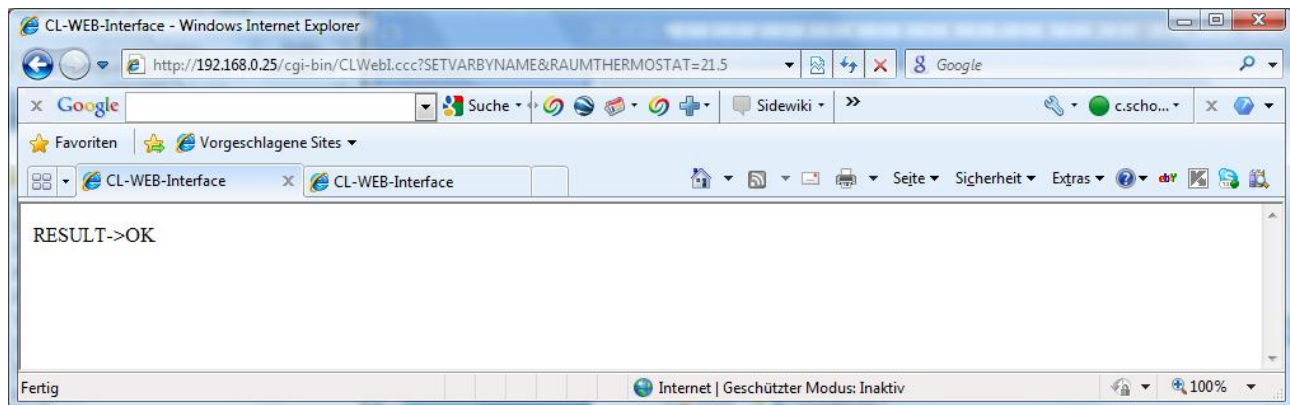 CL-WEB-Interface - Windows Internet Explorer
http://192.168.0.25/cgi-bin/CLWebI.ccc?SETVARBYNAME&RAUMTHERMOSTAT=21.5
Google
x Google
Suche
Sidewiki
»
c.scho...
x
Favoriten
Vorgeschlagene Sites
CL-WEB-Interface x
CL-WEB-Interface
Seite
Sicherheit
Extras
ebY
RESULT->OK
Fertig
Internet | Geschützter Modus: Inaktiv
100%